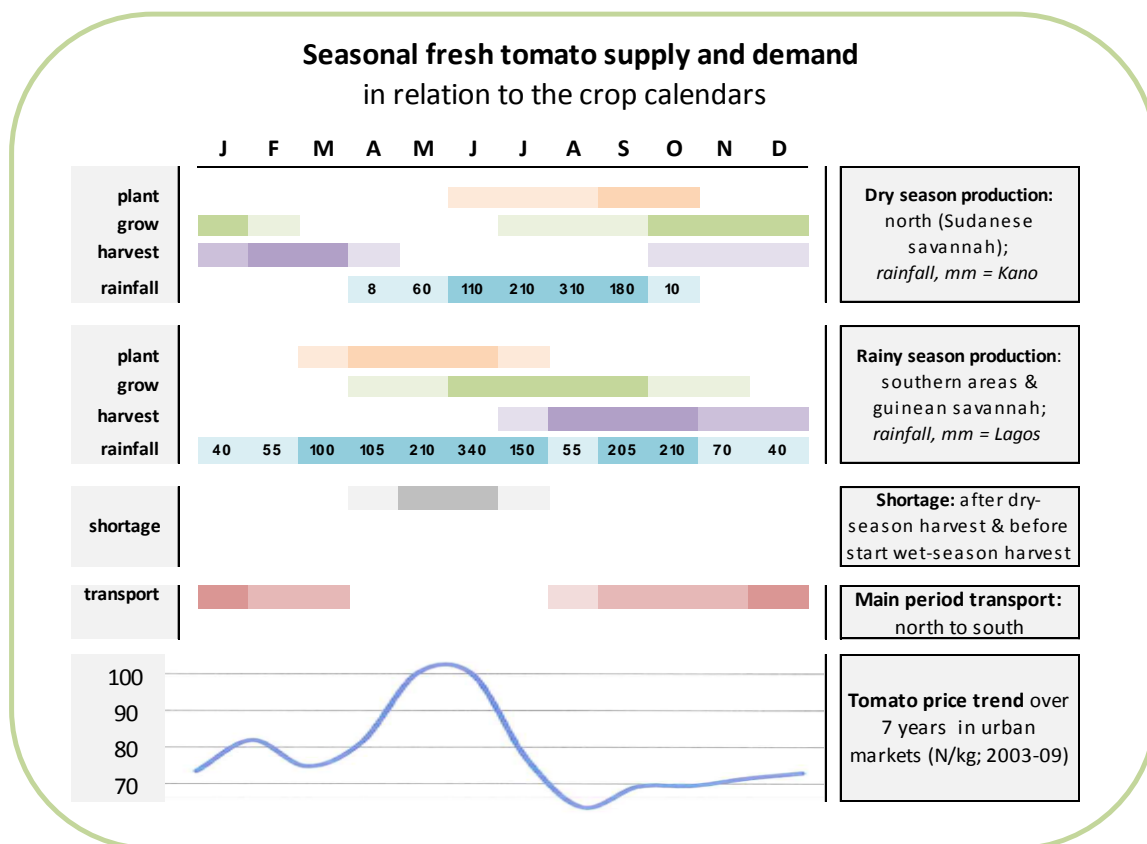 Seasonal fresh tomato supply and demand
in relation to the crop calendars
J F M A M J J A S O N D
plant
grow
harvest
rainfall 8 60 110 210 310 180 10
Dry season production:
north (Sudanese
savannah);
rainfall, mm = Kano
plant
grow
harvest
rainfall 40 55 100 105 210 340 150 55 205 210 70 40
Rainy season production:
southern areas &
guinean savannah;
rainfall, mm = Lagos
shortage
Shortage: after dry-
season harvest & before
start wet-season harvest
transport
Main period transport:
north to south
100
90
80
70
Tomato price trend over
7 years in urban
markets (N/kg; 2003-09)